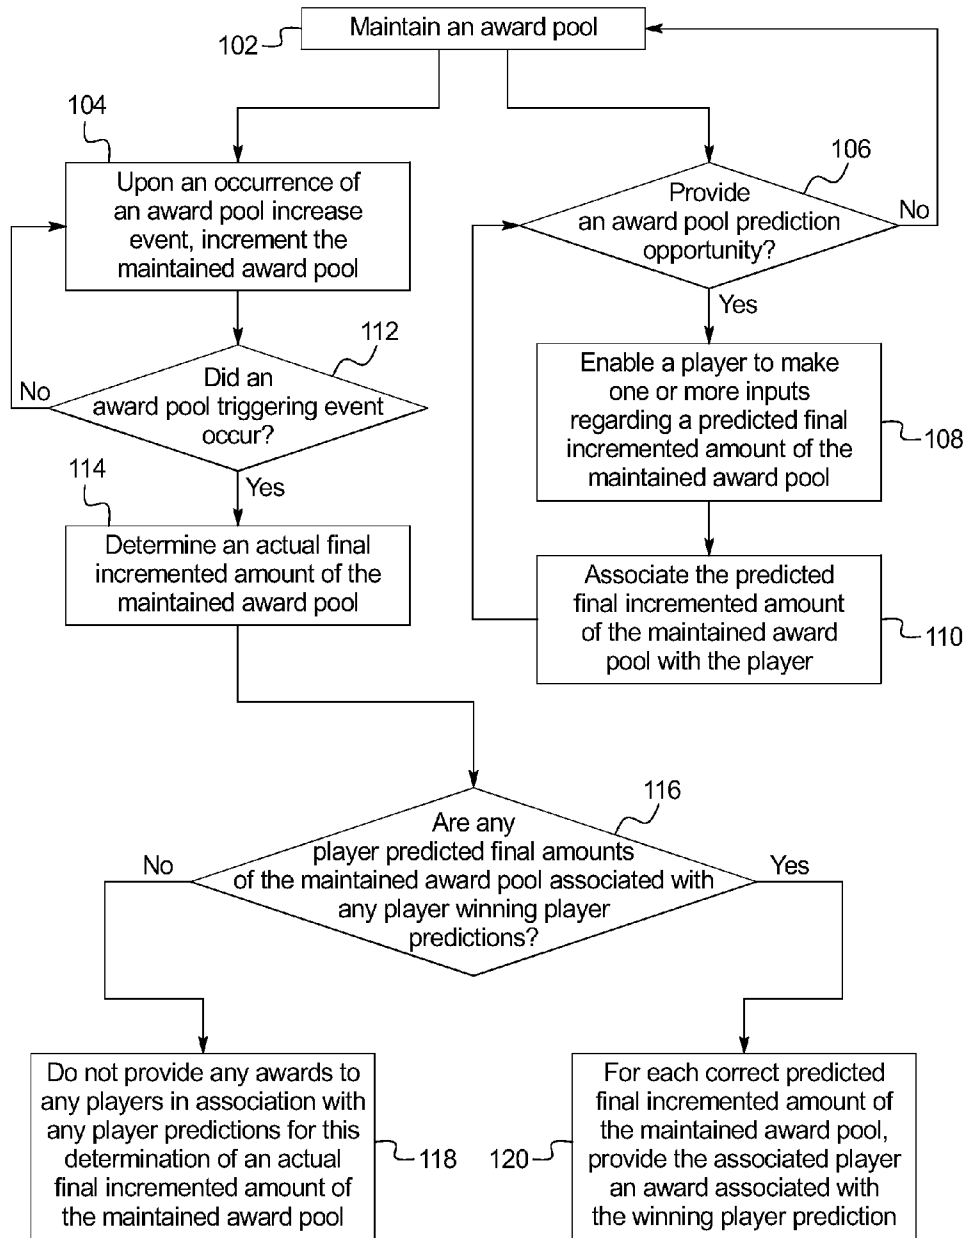 Maintain an award pool
102
104
Upon an occurrence of
an award pool increase
event, increment the
maintained award pool
106
Provide
an award pool prediction
opportunity?
No
Yes
112
Did an
award pool triggering event
occur?
No
Yes
Enable a player to make
one or more inputs
regarding a predicted final
incremented amount of the
maintained award pool
108
114
Determine an actual final
incremented amount of the
maintained award pool
Associate the predicted
final incremented amount
of the maintained award
pool with the player
110
116
Are any
player predicted final amounts
of the maintained award pool associated with
any player winning player
predictions?
No
Yes
Do not provide any awards to
any players in association with
any player predictions for this
determination of an actual
final incremented amount of
the maintained award pool
118
120
For each correct predicted
final incremented amount of
the maintained award pool,
provide the associated player
an award associated with
the winning player prediction